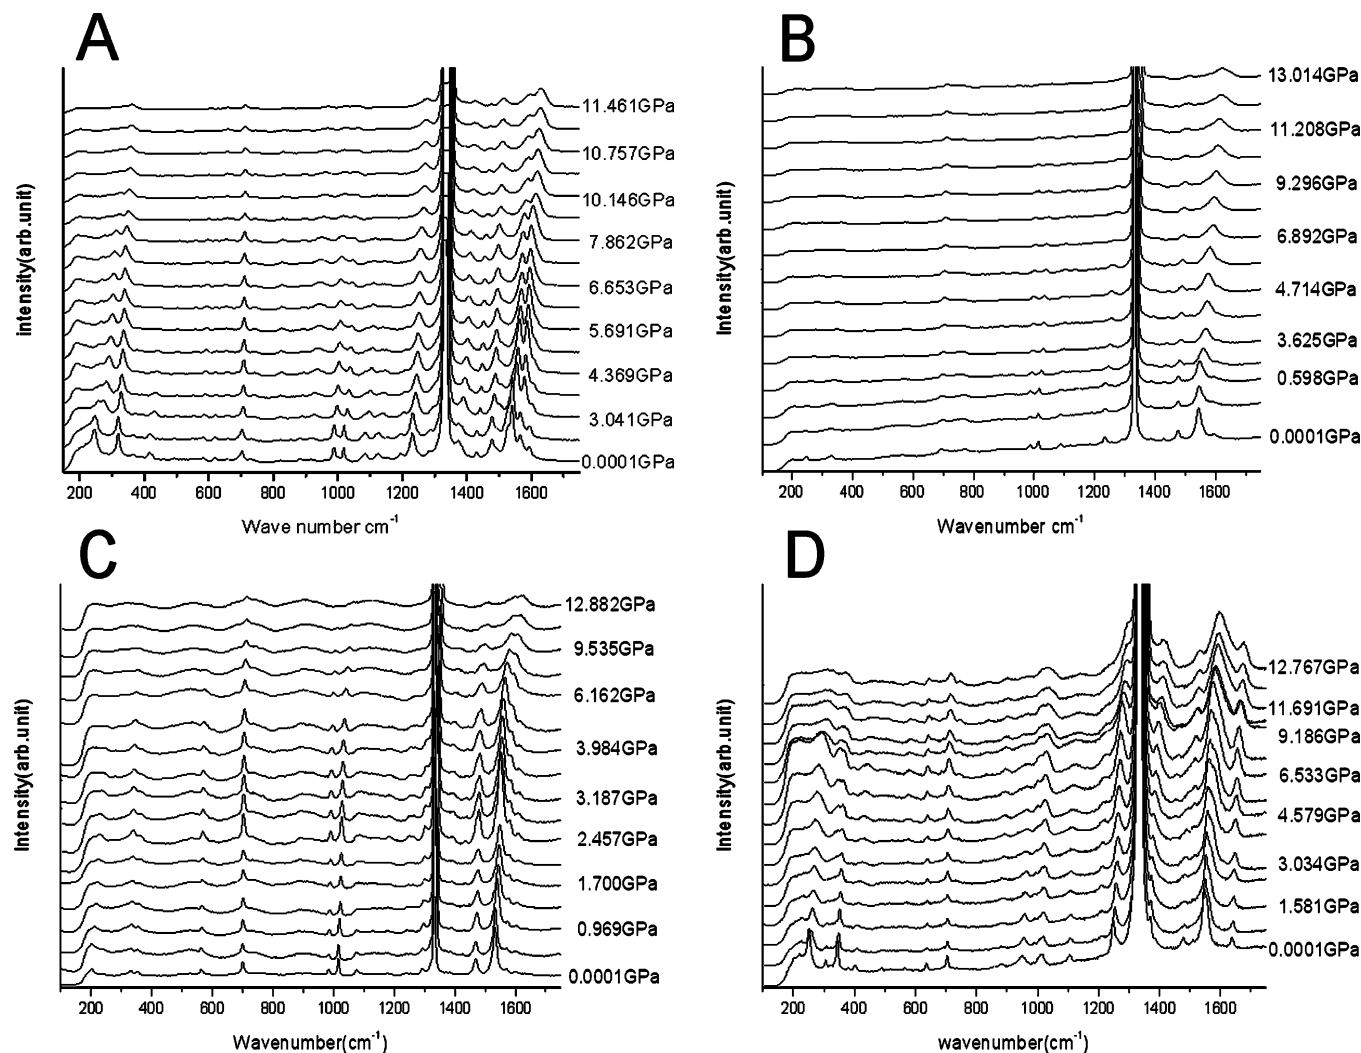 A
Intensity(arb.unit)
11.461GPa
10.757GPa
10.146GPa
7.862GPa
6.653GPa
5.691GPa
4.369GPa
3.041GPa
0.0001GPa
200 400 600 800 1000 1200 1400 1600
Wave number cm⁻¹
B
Intensity(arb.unit)
13.014GPa
11.208GPa
9.296GPa
6.892GPa
4.714GPa
3.625GPa
0.598GPa
0.0001GPa
200 400 600 800 1000 1200 1400 1600
Wavenumber cm⁻¹
C
Intensity(arb.unit)
12.882GPa
9.535GPa
6.162GPa
3.984GPa
3.187GPa
2.457GPa
1.700GPa
0.969GPa
0.0001GPa
200 400 600 800 1000 1200 1400 1600
Wavenumber(cm⁻¹)
D
Intensity(arb.unit)
12.767GPa
11.691GPa
9.186GPa
6.533GPa
4.579GPa
3.034GPa
1.581GPa
0.0001GPa
200 400 600 800 1000 1200 1400 1600
wavenumber(cm⁻¹)